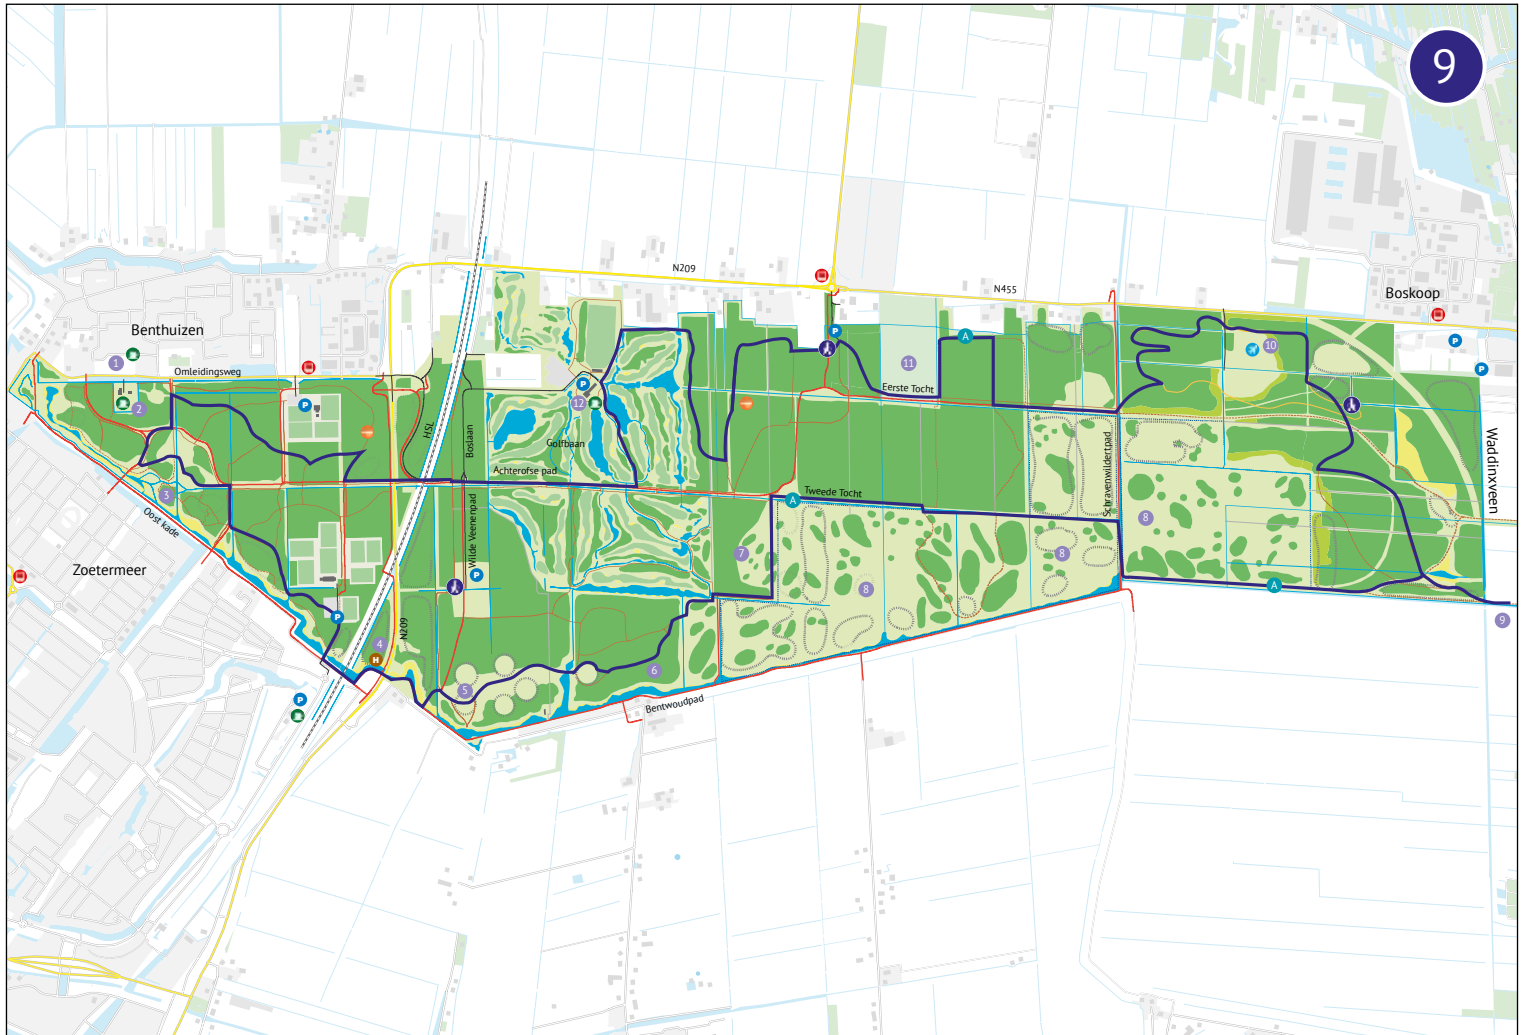 9
N209
N455
Boskoop
P
Benthuizen
P
10
1
11
P
A
Omleidingsweg
P
Eerste Tocht
2
P
12
HSL
Boslaan
Golfbaan
Achterofse pad
Waddinxveen
Schravenwildertpad
3
Tweede Tocht
A
Oost kade
8
Wilde Veenenpad
7
8
Zoetermeer
P
8
A
P
N209
9
4
H
6
5
P
Bentwoudpad